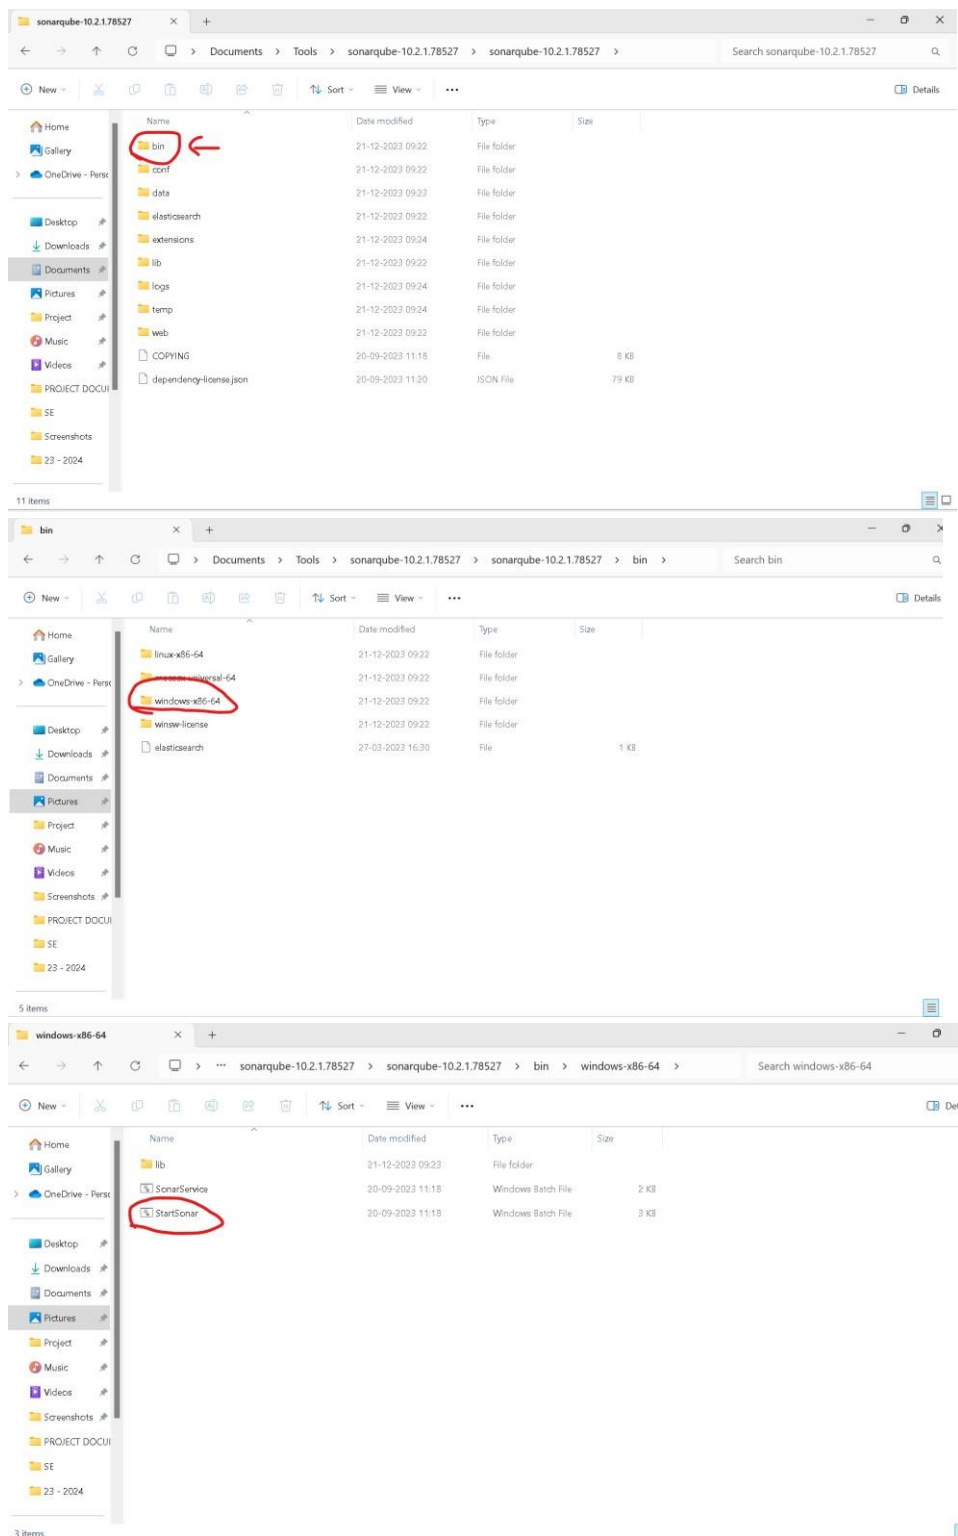 sonarqube-10.2.1.78527
Documents > Tools > sonarqube-10.2.1.78527 > sonarqube-10.2.1.78527 > Search sonarqube-10.2.1.78527
New Sort View ... Details
Name Date modified Type Size
Home
bin 21-12-2023 09:22 File folder
Gallery
conf 21-12-2023 09:22 File folder
OneDrive - Persc
data 21-12-2023 09:23 File folder
elasticsearch 21-12-2023 09:22 File folder
Desktop
extensions 21-12-2023 09:24 File folder
Downloads
lib 21-12-2023 09:22 File folder
Documents
logs 21-12-2023 09:24 File folder
Pictures
temp 21-12-2023 09:24 File folder
Project
web 21-12-2023 09:22 File folder
Music
COPYING 20-09-2023 11:18 File 8 KB
Videos
dependency-license.json 20-09-2023 11:20 JSON File 79 KB
PROJECT DOCUI
SE
Screenshots
23 - 2024
11 items
bin
Documents > Tools > sonarqube-10.2.1.78527 > sonarqube-10.2.1.78527 > bin > Search bin
New Sort View ... Details
Name Date modified Type Size
Home
linux-x86-64 21-12-2023 09:22 File folder
Gallery
macosx-universal-64 21-12-2023 09:22 File folder
OneDrive - Persc
windows-x86-64 21-12-2023 09:22 File folder
winsw-license 21-12-2023 09:22 File folder
Desktop
elasticsearch 27-03-2023 16:30 File 1 KB
Downloads
Documents
Pictures
Project
Music
Videos
Screenshots
PROJECT DOCUI
SE
23 - 2024
5 items
windows-x86-64
... sonarqube-10.2.1.78527 > sonarqube-10.2.1.78527 > bin > windows-x86-64 > Search windows-x86-64
New Sort View ... Det
Name Date modified Type Size
Home
lib 21-12-2023 09:23 File folder
Gallery
SonarService 20-09-2023 11:18 Windows Batch File 2 KB
OneDrive - Persc
StartSonar 20-09-2023 11:18 Windows Batch File 3 KB
Desktop
Downloads
Documents
Pictures
Project
Music
Videos
Screenshots
PROJECT DOCUI
SE
23 - 2024
3 items